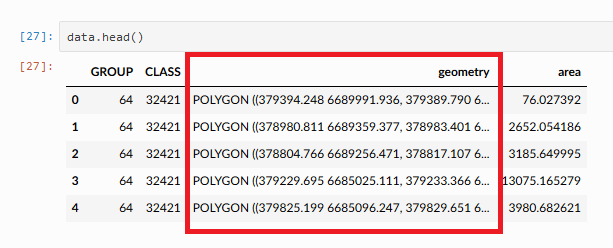 [27]: data.head()
[27]:
GROUP CLASS geometry area
0 64 32421 POLYGON ((379394.248 6689991.936, 379389.790 6... 76.027392
1 64 32421 POLYGON ((378980.811 6689359.377, 378983.401 6... 2652.054186
2 64 32421 POLYGON ((378804.766 6689256.471, 378817.107 6... 3185.649995
3 64 32421 POLYGON ((379229.695 6685025.111, 379233.366 6... 13075.165279
4 64 32421 POLYGON ((379825.199 6685096.247, 379829.651 6... 3980.682621